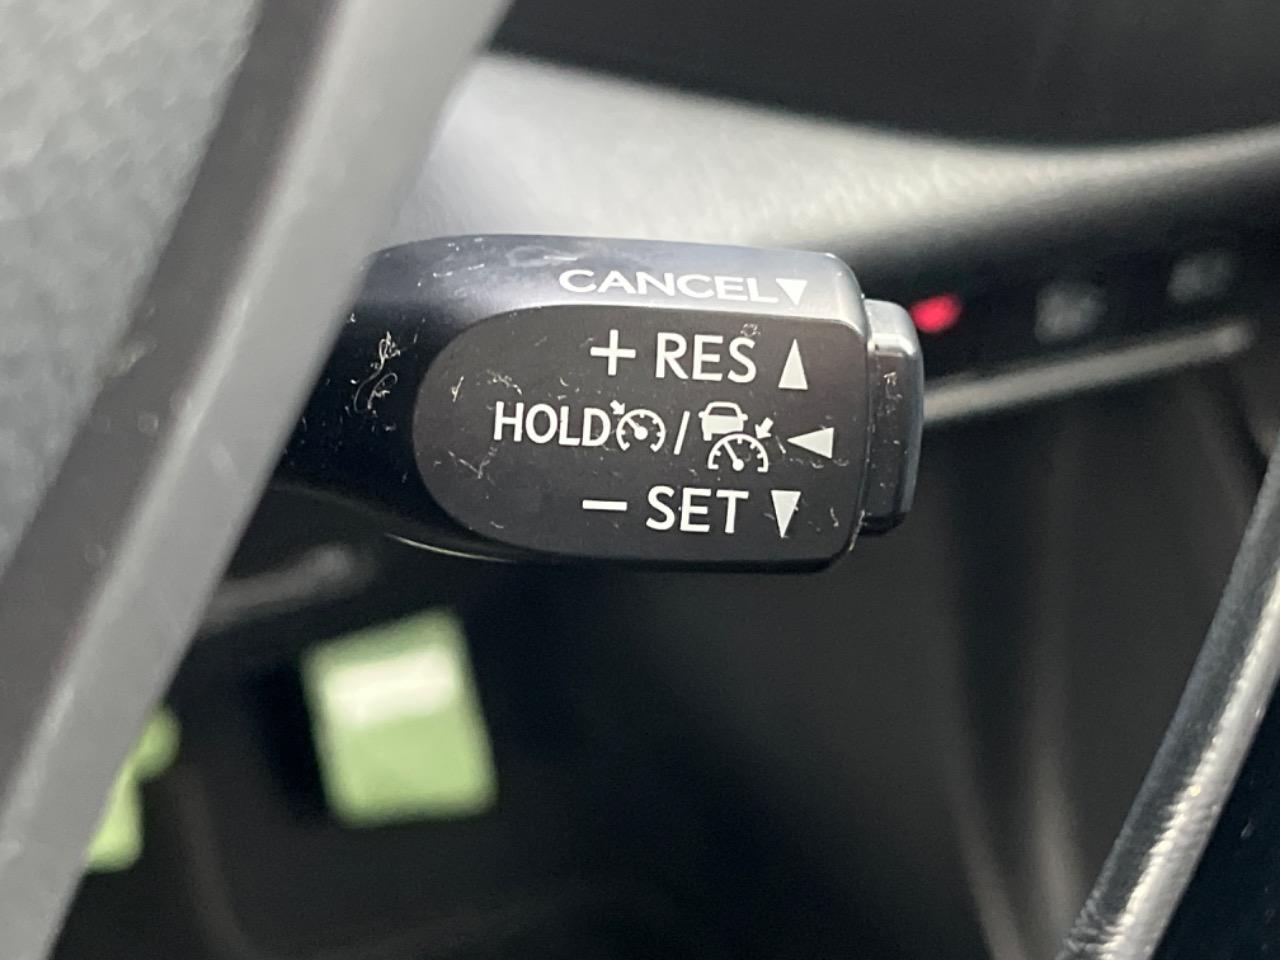 CANCEL▼
+ RES ▲
HOLD / ◀
− SET ▼